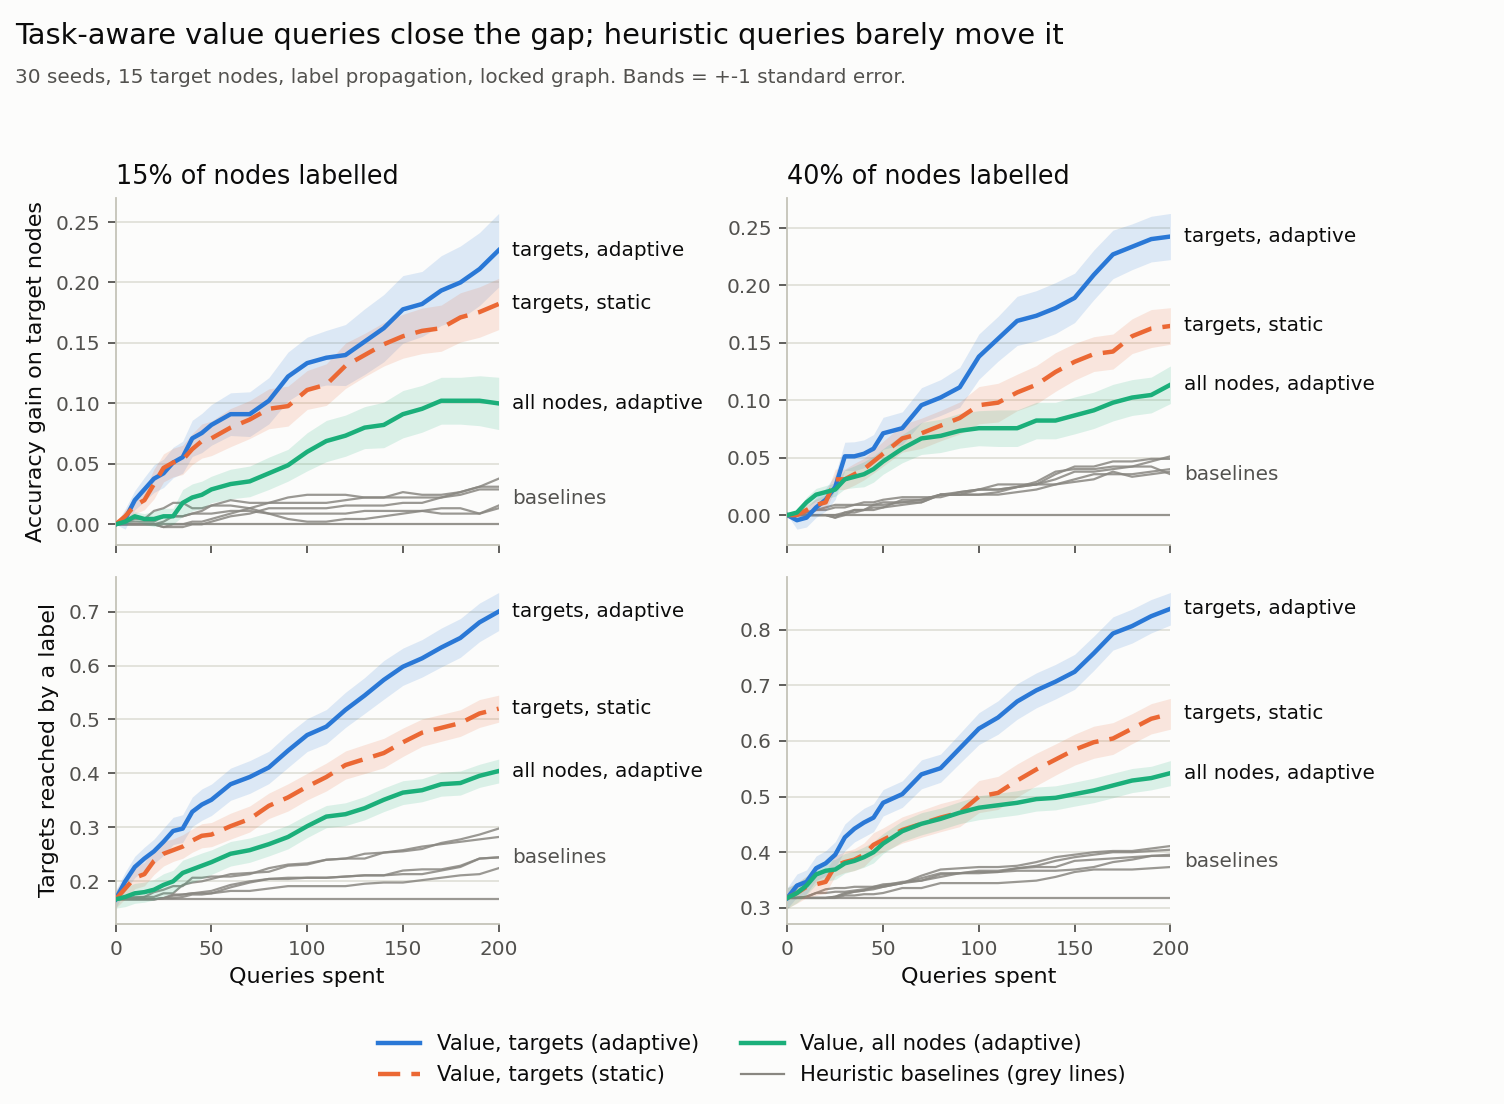 Task-aware value queries close the gap; heuristic queries barely move it
30 seeds, 15 target nodes, label propagation, locked graph. Bands = +-1 standard error.
15% of nodes labelled
Accuracy gain on target nodes
0.25
0.20
0.15
0.10
0.05
0.00
targets, adaptive
targets, static
all nodes, adaptive
baselines
40% of nodes labelled
0.25
0.20
0.15
0.10
0.05
0.00
targets, adaptive
targets, static
all nodes, adaptive
baselines
Targets reached by a label
0.7
0.6
0.5
0.4
0.3
0.2
targets, adaptive
targets, static
all nodes, adaptive
baselines
0 50 100 150 200
Queries spent
0.8
0.7
0.6
0.5
0.4
0.3
targets, adaptive
targets, static
all nodes, adaptive
baselines
0 50 100 150 200
Queries spent
Value, targets (adaptive)
Value, targets (static)
Value, all nodes (adaptive)
Heuristic baselines (grey lines)